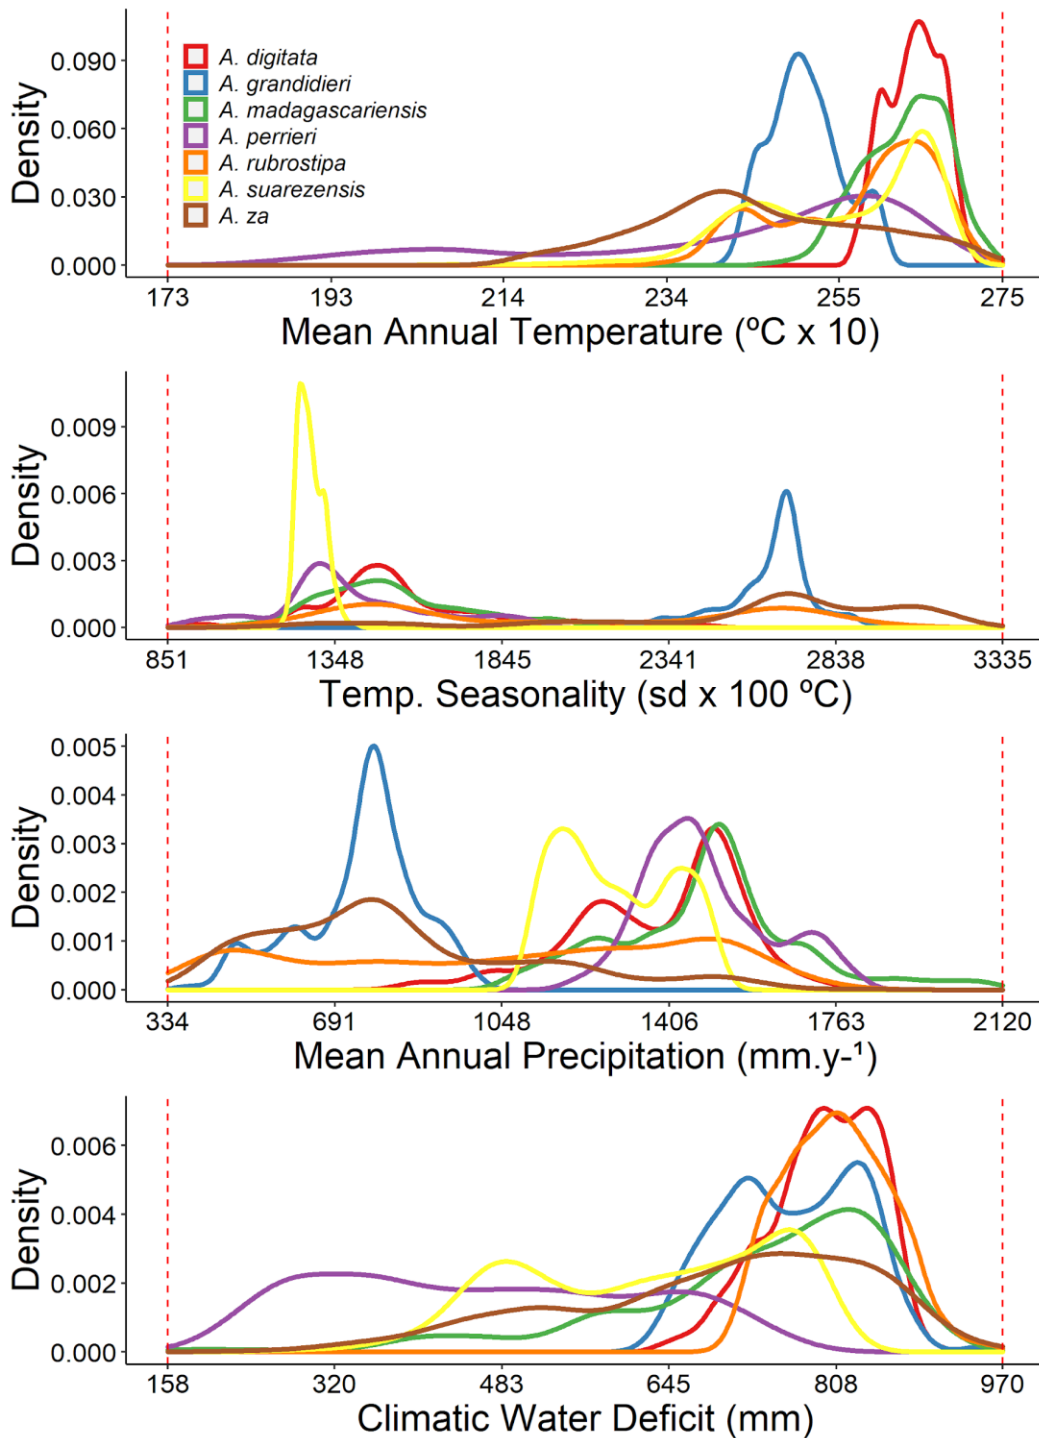 Density
0.090
0.060
0.030
0.000
A. digitata
A. grandidieri
A. madagascariensis
A. perrieri
A. rubrostipa
A. suarezensis
A. za
173 193 214 234 255 275
Mean Annual Temperature (ºC x 10)
Density
0.009
0.006
0.003
0.000
851 1348 1845 2341 2838 3335
Temp. Seasonality (sd x 100 ºC)
Density
0.005
0.004
0.003
0.002
0.001
0.000
334 691 1048 1406 1763 2120
Mean Annual Precipitation (mm.y-¹)
Density
0.006
0.004
0.002
0.000
158 320 483 645 808 970
Climatic Water Deficit (mm)